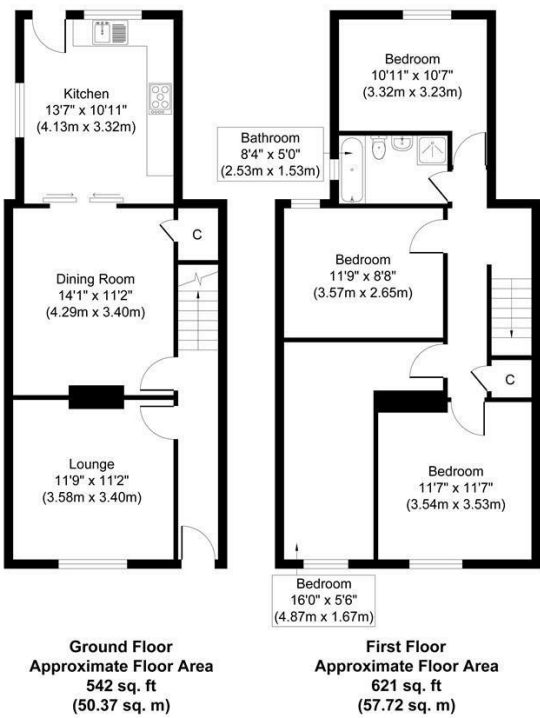 Kitchen
13'7" x 10'11"
(4.13m x 3.32m)
C
Dining Room
14'1" x 11'2"
(4.29m x 3.40m)
Lounge
11'9" x 11'2"
(3.58m x 3.40m)
Ground Floor
Approximate Floor Area
542 sq. ft
(50.37 sq. m)
Bedroom
10'11" x 10'7"
(3.32m x 3.23m)
Bathroom
8'4" x 5'0"
(2.53m x 1.53m)
Bedroom
11'9" x 8'8"
(3.57m x 2.65m)
C
Bedroom
11'7" x 11'7"
(3.54m x 3.53m)
Bedroom
16'0" x 5'6"
(4.87m x 1.67m)
First Floor
Approximate Floor Area
621 sq. ft
(57.72 sq. m)